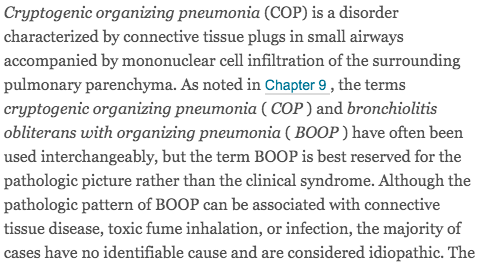 Cryptogenic organizing pneumonia (COP) is a disorder
characterized by connective tissue plugs in small airways
accompanied by mononuclear cell infiltration of the surrounding
pulmonary parenchyma. As noted in Chapter 9 , the terms
cryptogenic organizing pneumonia ( COP ) and bronchiolitis
obliterans with organizing pneumonia ( BOOP ) have often been
used interchangeably, but the term BOOP is best reserved for the
pathologic picture rather than the clinical syndrome. Although the
pathologic pattern of BOOP can be associated with connective
tissue disease, toxic fume inhalation, or infection, the majority of
cases have no identifiable cause and are considered idiopathic. The